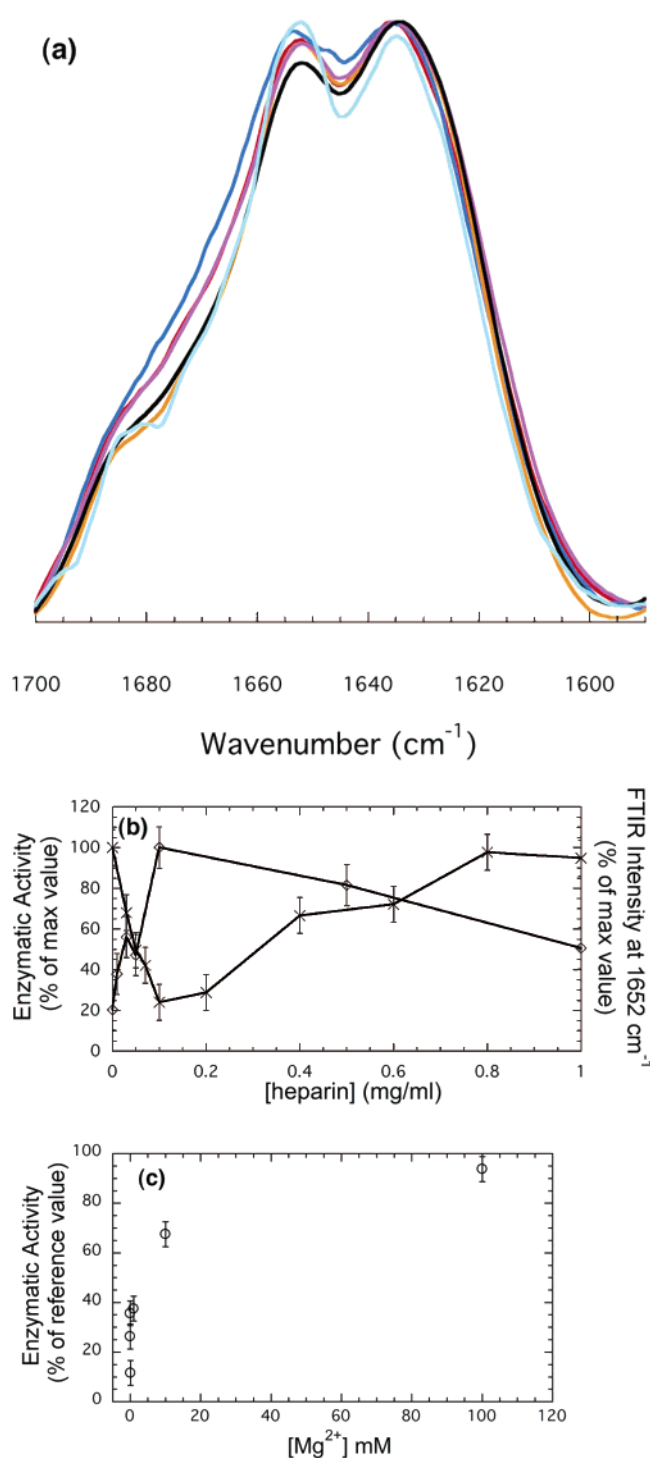 (a)
1700 1680 1660 1640 1620 1600
Wavenumber (cm⁻¹)
(b)
Enzymatic Activity
(% of max value)
120
100
80
60
40
20
0
0 0.2 0.4 0.6 0.8 1
[heparin] (mg/ml)
FTIR Intensity at 1652 cm⁻¹
(% of max value)
(c)
Enzymatic Activity
(% of reference value)
100
80
60
40
20
0
0 20 40 60 80 100 120
[Mg²⁺] mM